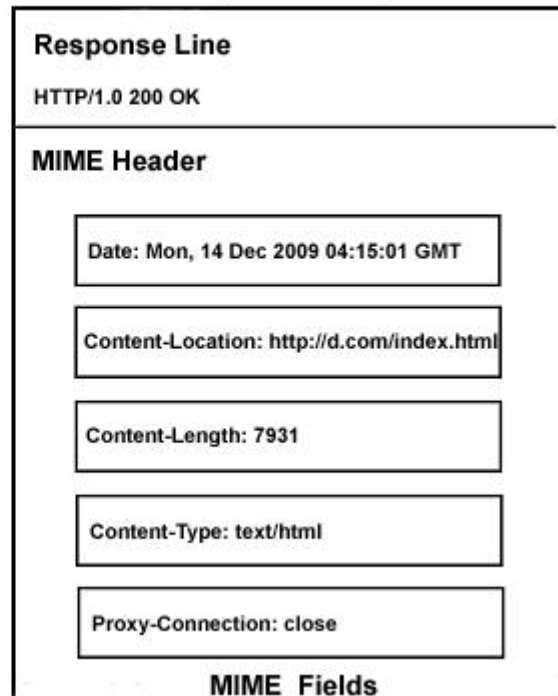 Response Line
HTTP/1.0 200 OK
MIME Header
Date: Mon, 14 Dec 2009 04:15:01 GMT
Content-Location: http://d.com/index.html
Content-Length: 7931
Content-Type: text/html
Proxy-Connection: close
MIME Fields